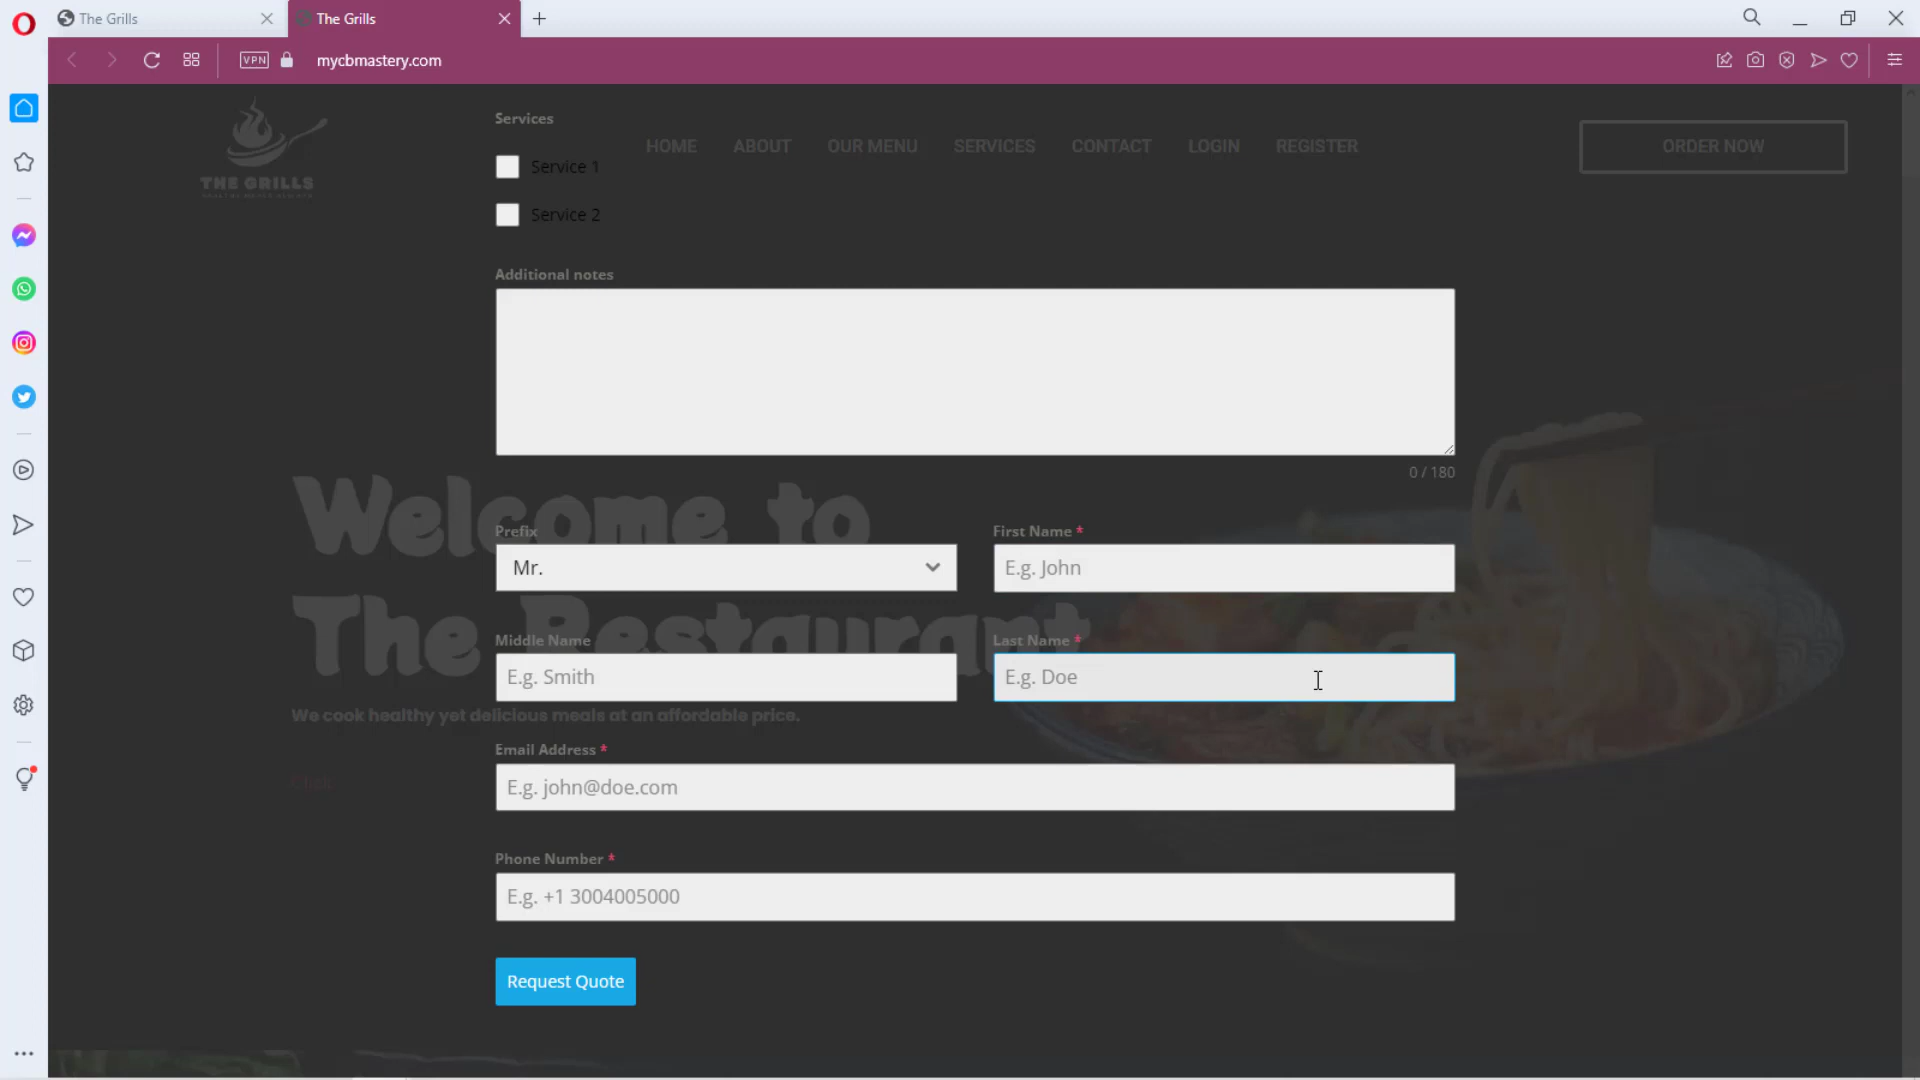 The Grills
The Grills
VPN
mycbmastery.com
Services
HOME ABOUT OUR MENU SERVICES CONTACT LOGIN REGISTER
ORDER NOW
Service 1
THE GRILLS
Service 2
Additional notes
0 / 180
Welcome to
Prefix
First Name *
Mr.
E.g. John
The Restaurant
Middle Name
Last Name *
E.g. Smith
E.g. Doe
We cook healthy yet delicious meals at an affordable price.
Email Address *
E.g. john@doe.com
Phone Number *
E.g. +1 3004005000
Request Quote